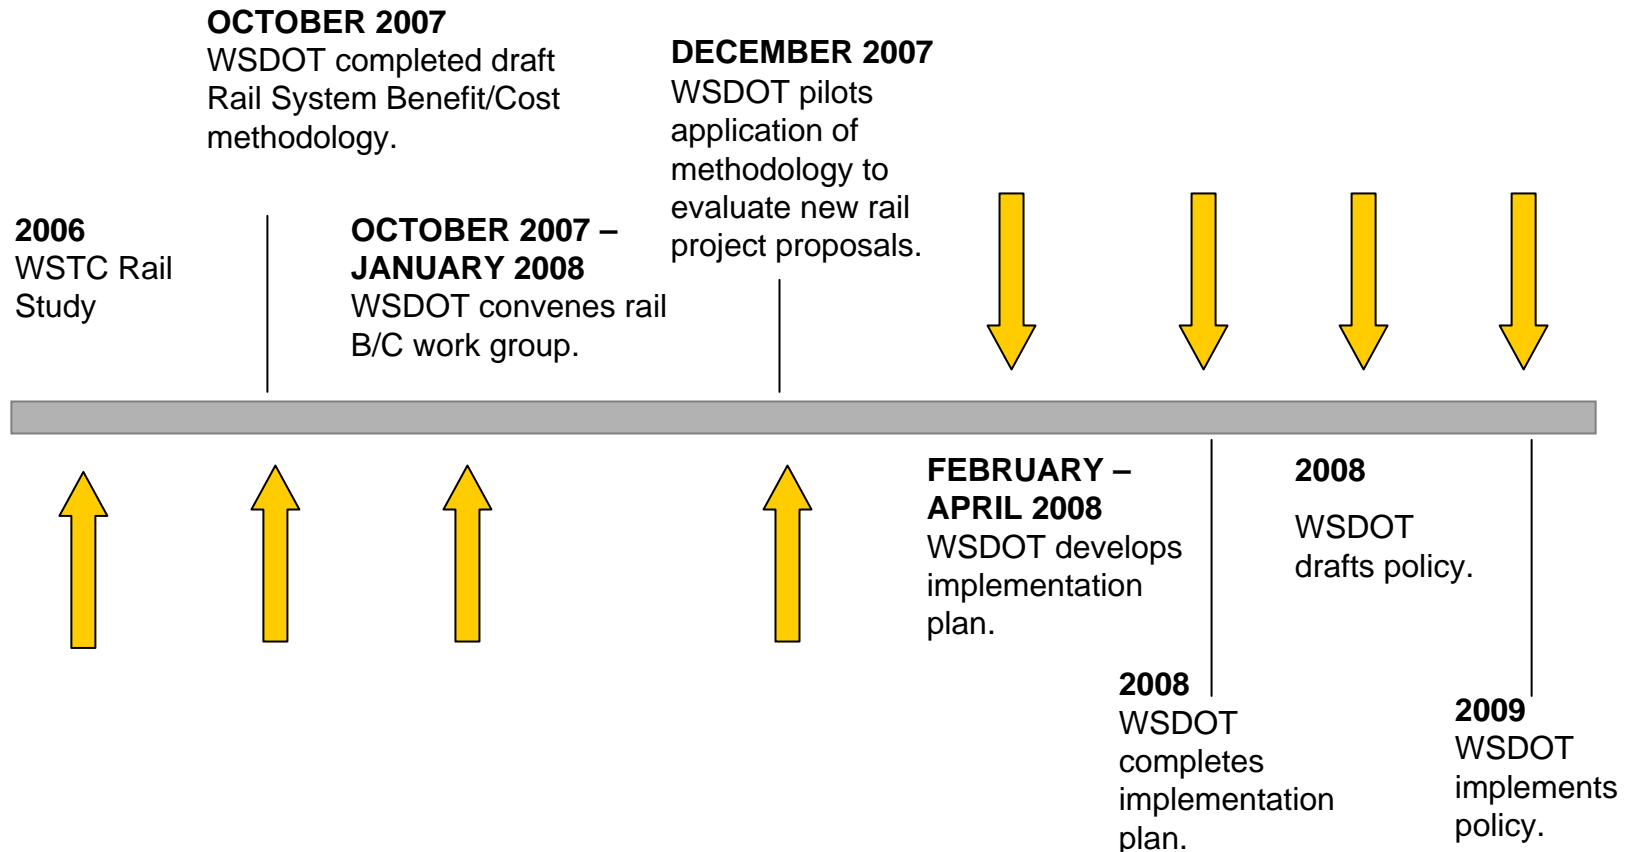 2006
WSTC Rail
Study
OCTOBER 2007
WSDOT completed draft
Rail System Benefit/Cost
methodology.
OCTOBER 2007 –
JANUARY 2008
WSDOT convenes rail
B/C work group.
DECEMBER 2007
WSDOT pilots
application of
methodology to
evaluate new rail
project proposals.
FEBRUARY –
APRIL 2008
WSDOT develops
implementation
plan.
2008
WSDOT
completes
implementation
plan.
2008
WSDOT
drafts policy.
2009
WSDOT
implements
policy.